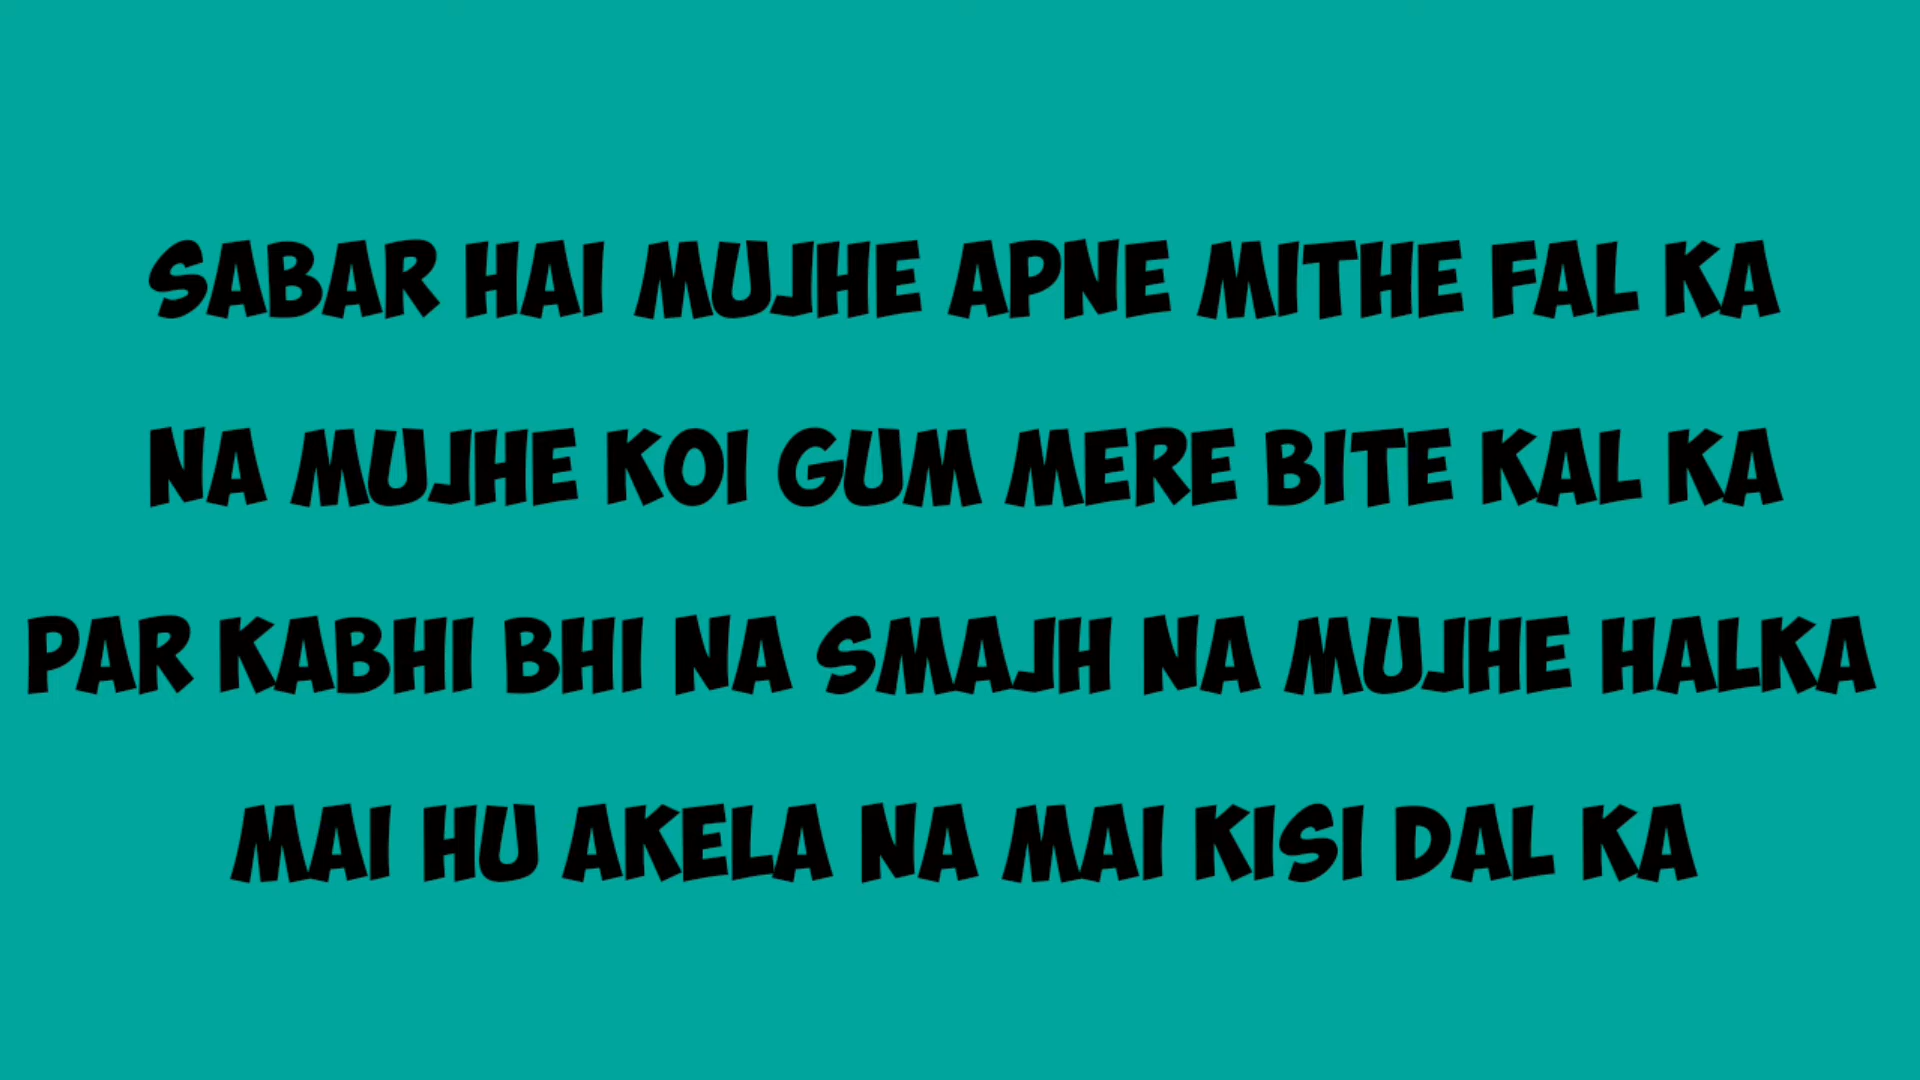 SABAR HAI MUJHE APNE MITHE FAL KA
NA MUJHE KOI GUM MERE BITE KAL KA
PAR KABHI BHI NA SMAJH NA MUJHE HALKA
MAI HU AKELA NA MAI KISI DAL KA